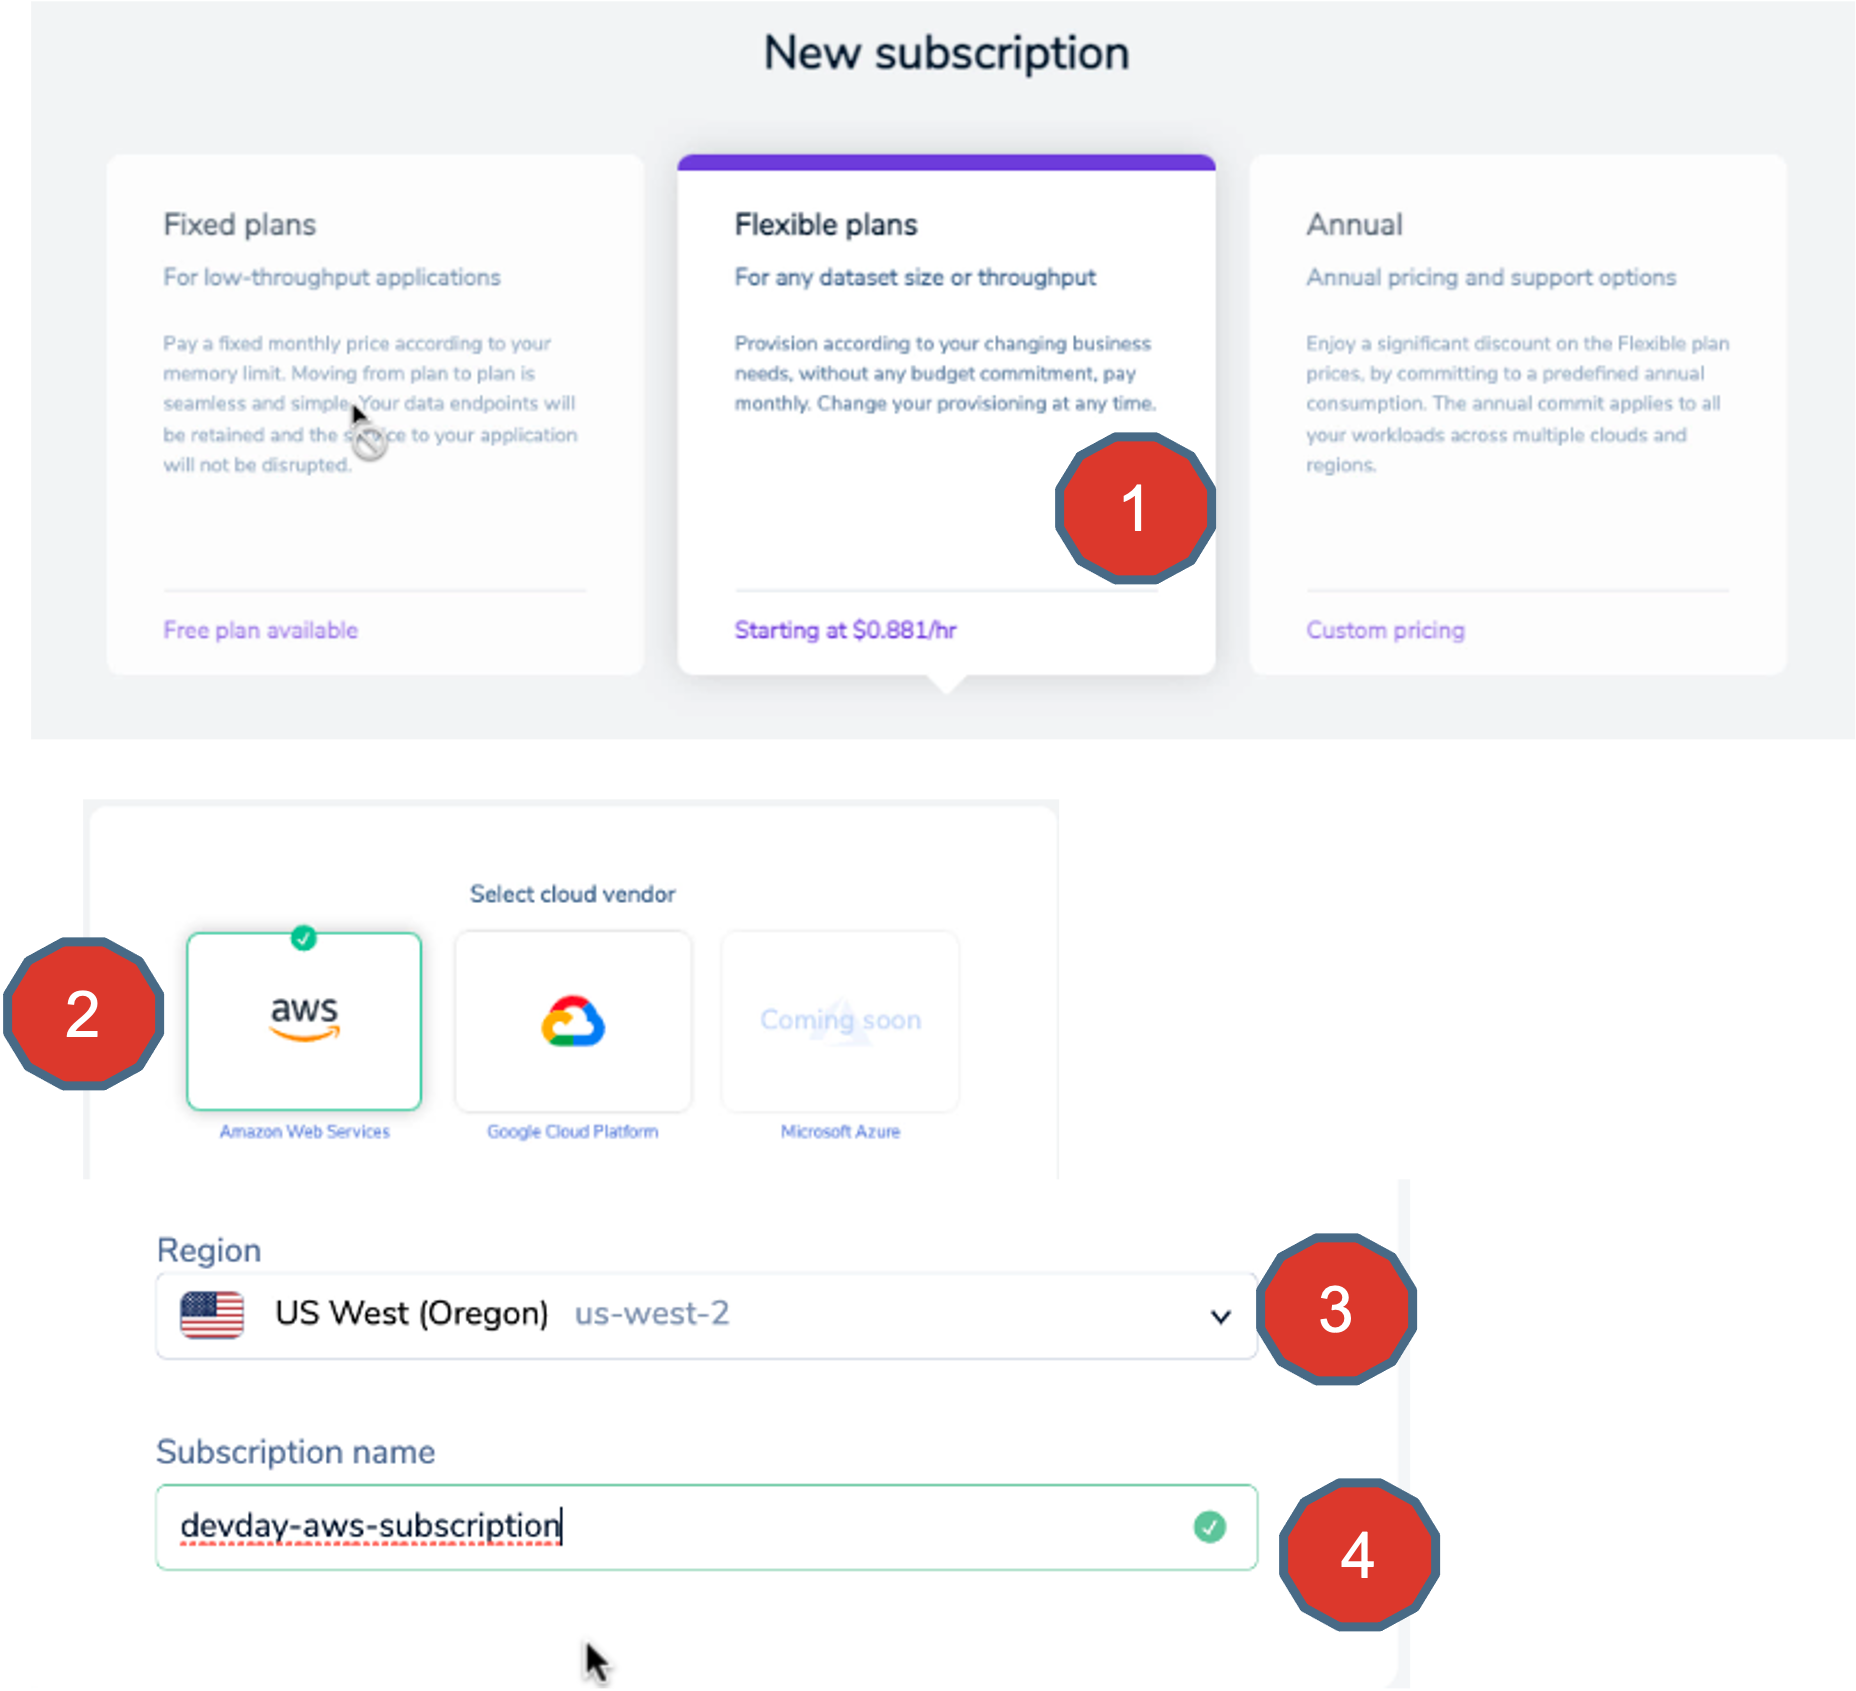 New subscription
Fixed plans
For low-throughput applications
Pay a fixed monthly price according to your
memory limit. Moving from plan to plan is
seamless and simple. Your data endpoints will
be retained and the to your application
will not be disrupted.
Free plan available
Flexible plans
For any dataset size or throughput
Provision according to your changing business
needs, without any budget commitment, pay
monthly. Change your provisioning at any time.
1
Starting at $0.881/hr
Annual
Annual pricing and support options
Enjoy a significant discount on the Flexible plan
prices, by committing to a predefined annual
consumption. The annual commit applies to all
your workloads across multiple clouds and
regions.
Custom pricing
Select cloud vendor
2
aws
Coming soon
Amazon Web Services
Google Cloud Platform
Microsoft Azure
Region
US West (Oregon) us-west-2
3
Subscription name
devday-aws-subscription
4